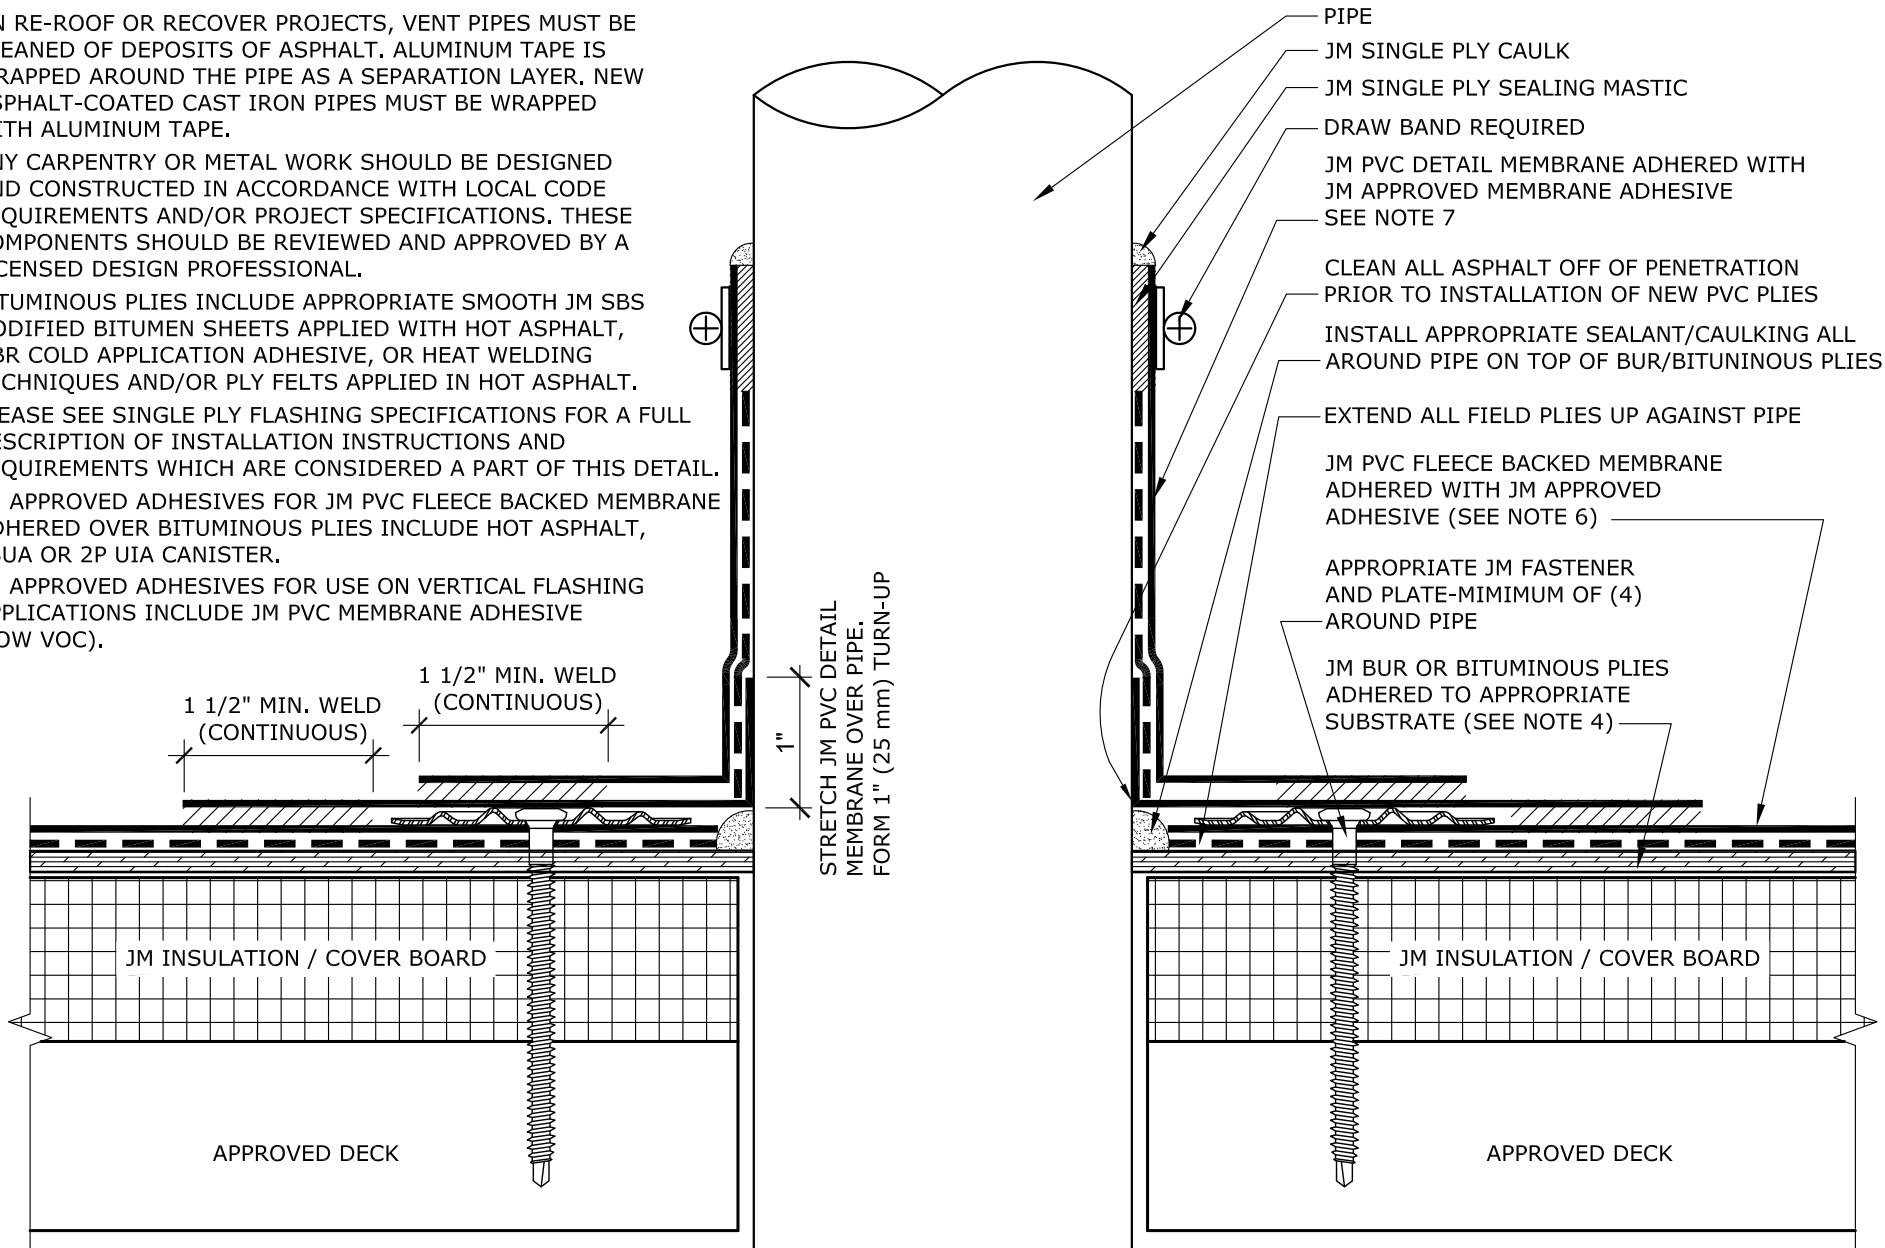 N RE-ROOF OR RECOVER PROJECTS, VENT PIPES MUST BE
EANED OF DEPOSITS OF ASPHALT. ALUMINUM TAPE IS
RAPPED AROUND THE PIPE AS A SEPARATION LAYER. NEW
SPHALT-COATED CAST IRON PIPES MUST BE WRAPPED
ITH ALUMINUM TAPE.
NY CARPENTRY OR METAL WORK SHOULD BE DESIGNED
ND CONSTRUCTED IN ACCORDANCE WITH LOCAL CODE
QUIREMENTS AND/OR PROJECT SPECIFICATIONS. THESE
OMPONENTS SHOULD BE REVIEWED AND APPROVED BY A
CENSED DESIGN PROFESSIONAL.
TUMINOUS PLIES INCLUDE APPROPRIATE SMOOTH JM SBS
ODIFIED BITUMEN SHEETS APPLIED WITH HOT ASPHALT,
BR COLD APPLICATION ADHESIVE, OR HEAT WELDING
CHNIQUES AND/OR PLY FELTS APPLIED IN HOT ASPHALT.
EASE SEE SINGLE PLY FLASHING SPECIFICATIONS FOR A FULL
ESCRIPTION OF INSTALLATION INSTRUCTIONS AND
QUIREMENTS WHICH ARE CONSIDERED A PART OF THIS DETAIL.
APPROVED ADHESIVES FOR JM PVC FLEECE BACKED MEMBRANE
DHERED OVER BITUMINOUS PLIES INCLUDE HOT ASPHALT,
BUA OR 2P UIA CANISTER.
APPROVED ADHESIVES FOR USE ON VERTICAL FLASHING
PPLICATIONS INCLUDE JM PVC MEMBRANE ADHESIVE
OW VOC).
1 1/2" MIN. WELD
(CONTINUOUS)
1 1/2" MIN. WELD
(CONTINUOUS)
1"
STRETCH JM PVC DETAIL
MEMBRANE OVER PIPE.
FORM 1" (25 mm) TURN-UP
PIPE
JM SINGLE PLY CAULK
JM SINGLE PLY SEALING MASTIC
DRAW BAND REQUIRED
JM PVC DETAIL MEMBRANE ADHERED WITH
JM APPROVED MEMBRANE ADHESIVE
SEE NOTE 7
CLEAN ALL ASPHALT OFF OF PENETRATION
PRIOR TO INSTALLATION OF NEW PVC PLIES
INSTALL APPROPRIATE SEALANT/CAULKING ALL
AROUND PIPE ON TOP OF BUR/BITUNINOUS PLIES
EXTEND ALL FIELD PLIES UP AGAINST PIPE
JM PVC FLEECE BACKED MEMBRANE
ADHERED WITH JM APPROVED
ADHESIVE (SEE NOTE 6)
APPROPRIATE JM FASTENER
AND PLATE-MIMIMUM OF (4)
AROUND PIPE
JM BUR OR BITUMINOUS PLIES
ADHERED TO APPROPRIATE
SUBSTRATE (SEE NOTE 4)
JM INSULATION / COVER BOARD
JM INSULATION / COVER BOARD
APPROVED DECK
APPROVED DECK